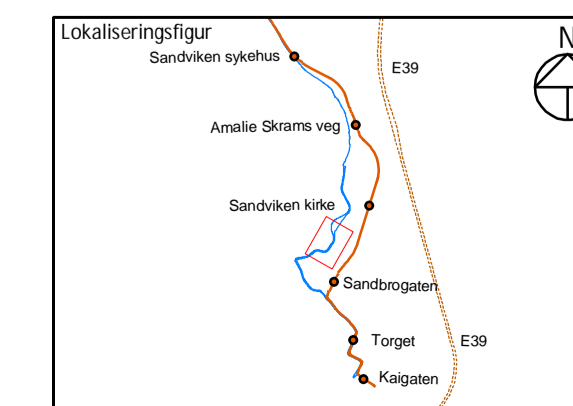 Lokaliseringsfigur
N
Sandviken sykehus
E39
Amalie Skrams veg
Sandviken kirke
Sandbrogaten
Torget
E39
Kaigaten